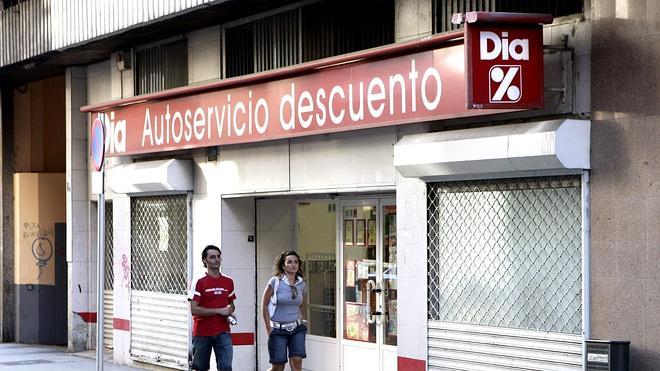 Dia
%
Dia Autoservicio descuento